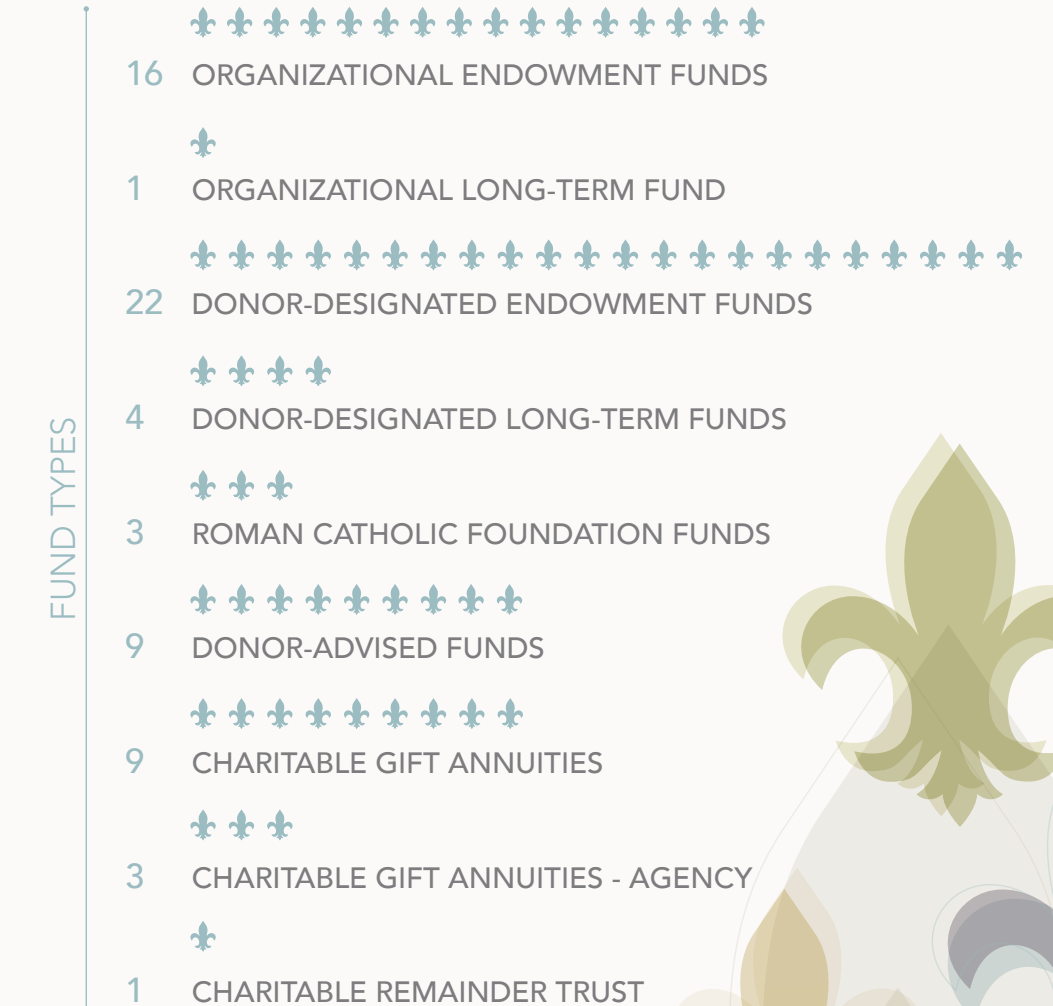 16 ORGANIZATIONAL ENDOWMENT FUNDS
1 ORGANIZATIONAL LONG-TERM FUND
22 DONOR-DESIGNATED ENDOWMENT FUNDS
4 DONOR-DESIGNATED LONG-TERM FUNDS
FUND TYPES
3 ROMAN CATHOLIC FOUNDATION FUNDS
9 DONOR-ADVISED FUNDS
9 CHARITABLE GIFT ANNUITIES
3 CHARITABLE GIFT ANNUITIES - AGENCY
1 CHARITABLE REMAINDER TRUST